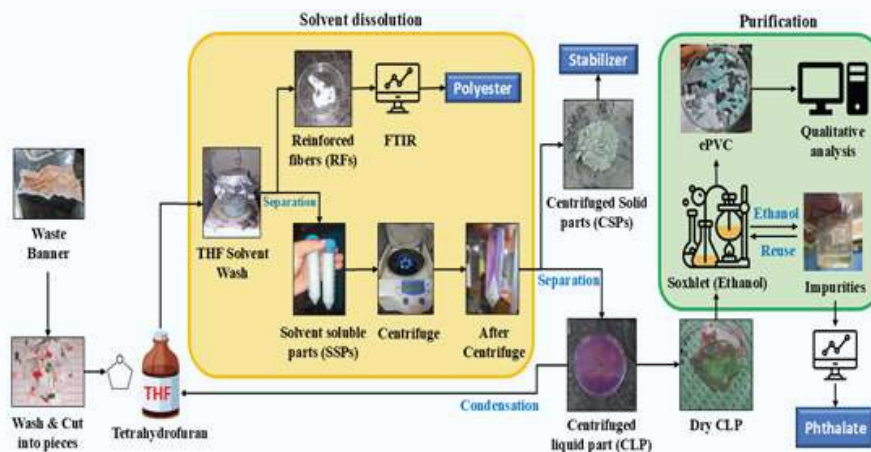 Solvent dissolution
Purification
Stabilizer
Polyester
Reinforced
fibers (RFs)
FTIR
ePVC
Qualitative
analysis
Waste
Banner
THF Solvent
Wash
Separation
Centrifuged Solid
parts (CSPs)
Ethanol
Reuse
Soxhlet (Ethanol)
Impurities
Solvent soluble
parts (SSPs)
Centrifuge
After
Centrifuge
Separation
THF
Wash & Cut
into pieces
Tetrahydrofuran
Condensation
Centrifuged
liquid part (CLP)
Dry CLP
Phthalate